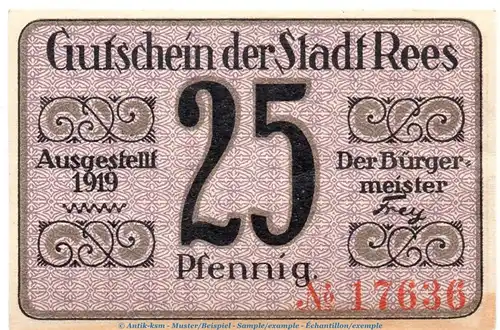 Gutschein der Stadt Rees
25
Pfennig.
Ausgestellt
1919
Der Bürger-
meister
Frey
№ 17636
© Antik-ksm - Muster/Beispiel - Sample/exemple - Échantillon/exemple